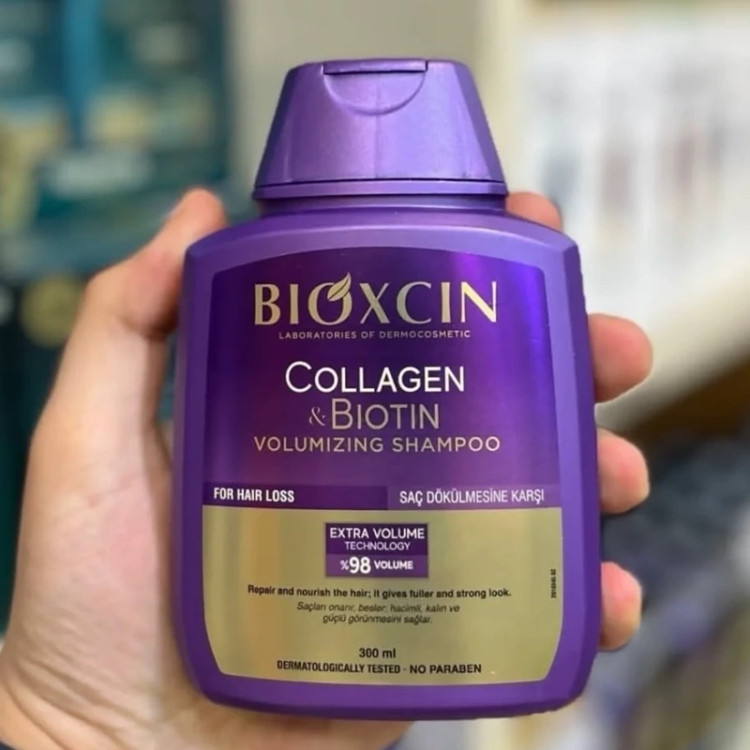 BIOXCIN
LABORATORIES OF DERMOCOSMETIC
COLLAGEN
& BIOTIN
VOLUMIZING SHAMPOO
FOR HAIR LOSS
SAÇ DÖKÜLMESİNE KARŞI
EXTRA VOLUME
TECHNOLOGY
%98 VOLUME
Repair and nourish the hair; it gives fuller and strong look.
Saçları onarır, besler; hacimli, kalın ve
güçlü görünmesini sağlar.
300 ml
DERMATOLOGICALLY TESTED - NO PARABEN